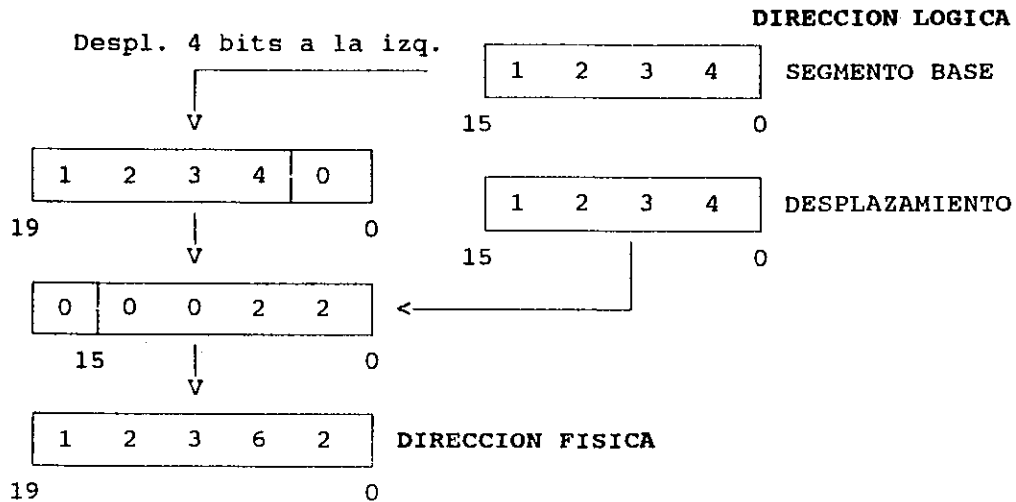 DIRECCION LOGICA
Despl. 4 bits a la izq.
1 2 3 4 SEGMENTO BASE
V 15 0
1 2 3 4 0
1 2 3 4 DESPLAZAMIENTO
19 0
V 15 0
0 0 0 2 2 <
15 0
V
1 2 3 6 2 DIRECCION FISICA
19 0